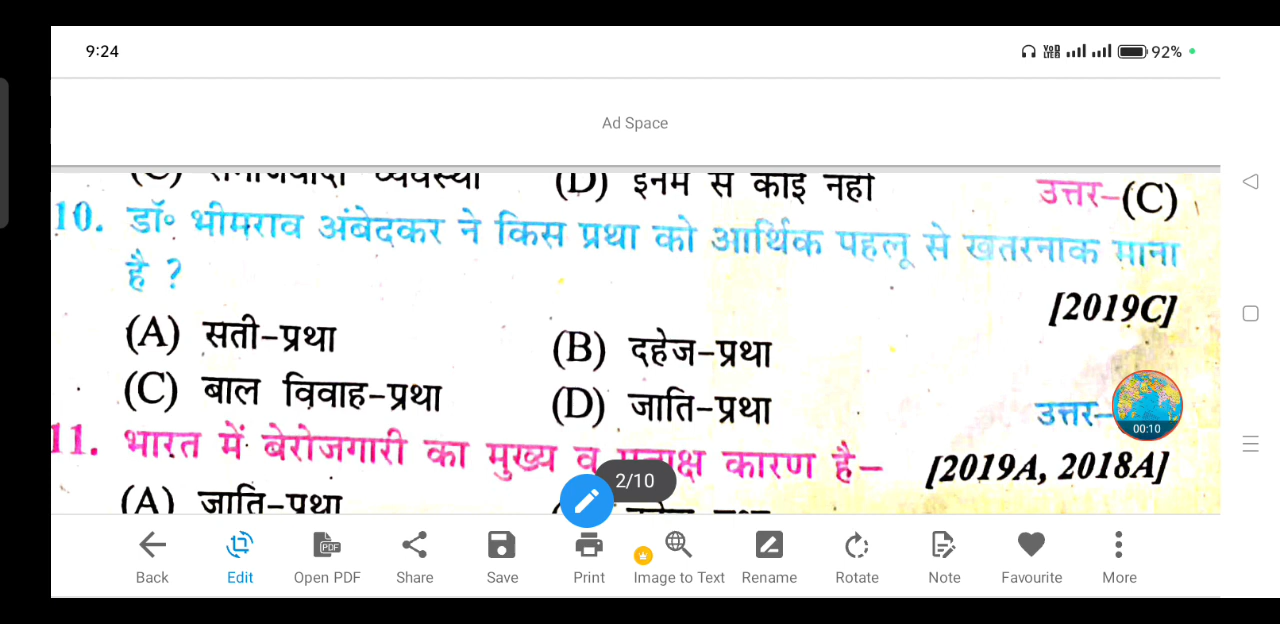 9:24
92%
Ad Space
(D) इनमें से कोई नहीं उत्तर-(C)
10. डॉ॰ भीमराव अंबेदकर ने किस प्रथा को आर्थिक पहलू से खतरनाक माना
है ?
[2019C]
(A) सती-प्रथा (B) दहेज-प्रथा
(C) बाल विवाह-प्रथा (D) जाति-प्रथा उत्तर-
00:10
11. भारत में बेरोजगारी का मुख्य व कारण है- [2019A, 2018A]
2/10
(A) जाति-प्रथा
Back Edit Open PDF Share Save Print Image to Text Rename Rotate Note Favourite More